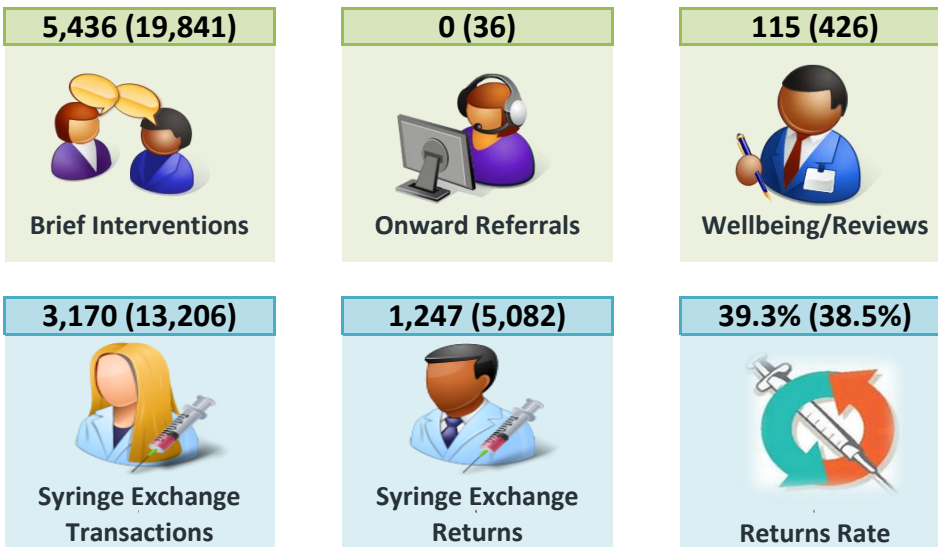 5,436 (19,841)
0 (36)
115 (426)
Brief Interventions
Onward Referrals
Wellbeing/Reviews
3,170 (13,206)
1,247 (5,082)
39.3% (38.5%)
Syringe Exchange
Transactions
Syringe Exchange
Returns
Returns Rate